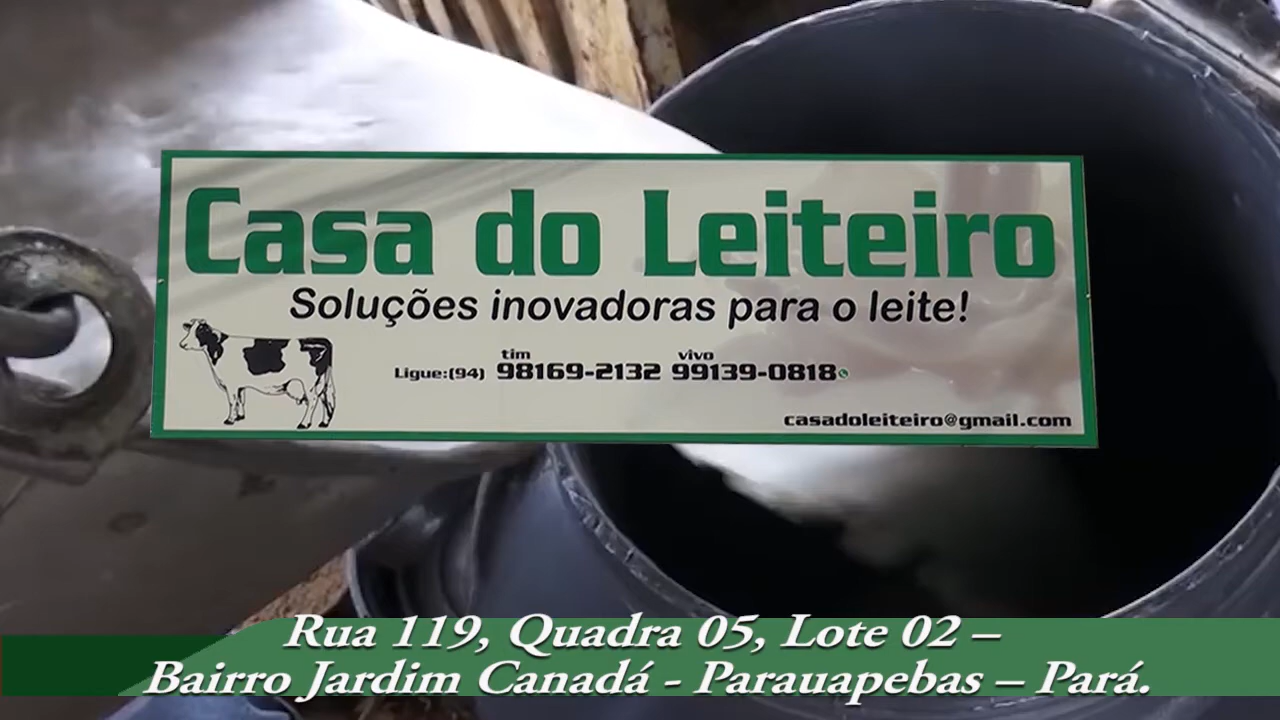 Casa do Leiteiro
Soluções inovadoras para o leite!
tim vivo
Ligue:(94) 98169-2132 99139-0818
casadoleiteiro@gmail.com
Rua 119, Quadra 05, Lote 02 –
Bairro Jardim Canadá - Parauapebas – Pará.